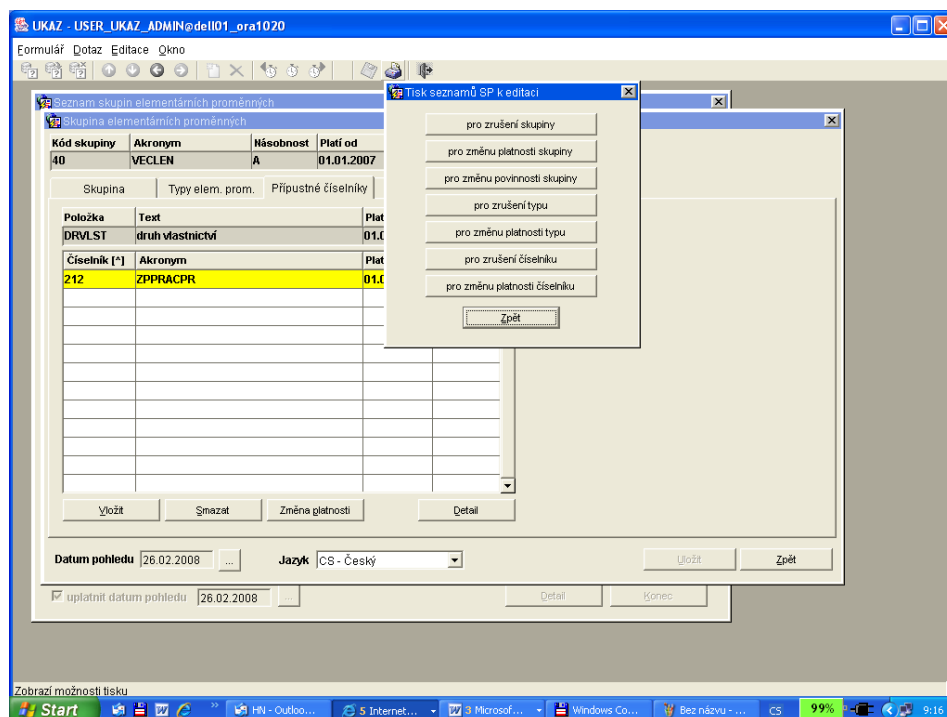 UKAZ - USER_UKAZ_ADMIN@dell01_ora1020
Formulář Dotaz Editace Okno
Seznam skupin elementárních proměnných
Skupina elementárních proměnných
Kód skupiny Akronym Násobnost Platí od
40 VECLEN A 01.01.2007
Skupina Typy elem. prom. Přípustné číselníky
Položka Text
DRVLST druh vlastnictví
Číselník [^] Akronym
212 ZPPRACPR
Vložit Smazat Změna platnosti Detail
Datum pohledu 26.02.2008 ... Jazyk CS - Český Uložit Zpět
uplatnit datum pohledu 26.02.2008 ... Detail Konec
Tisk seznamů SP k editaci
pro zrušení skupiny
pro změnu platnosti skupiny
pro změnu povinnosti skupiny
pro zrušení typu
pro změnu platnosti typu
pro zrušení číselníku
pro změnu platnosti číselníku
Zpět
Zobrazí možnosti tisku
Start HN - Outloo... 5 Internet... 3 Microsof... Windows Co... Bez názvu - ... CS 99% 9:16